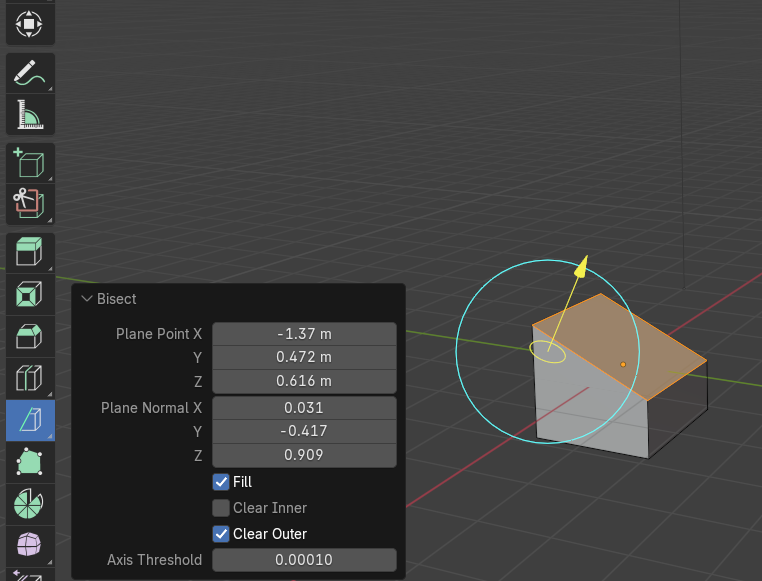 Bisect
Plane Point X -1.37 m
Y 0.472 m
Z 0.616 m
Plane Normal X 0.031
Y -0.417
Z 0.909
Fill
Clear Inner
Clear Outer
Axis Threshold 0.00010